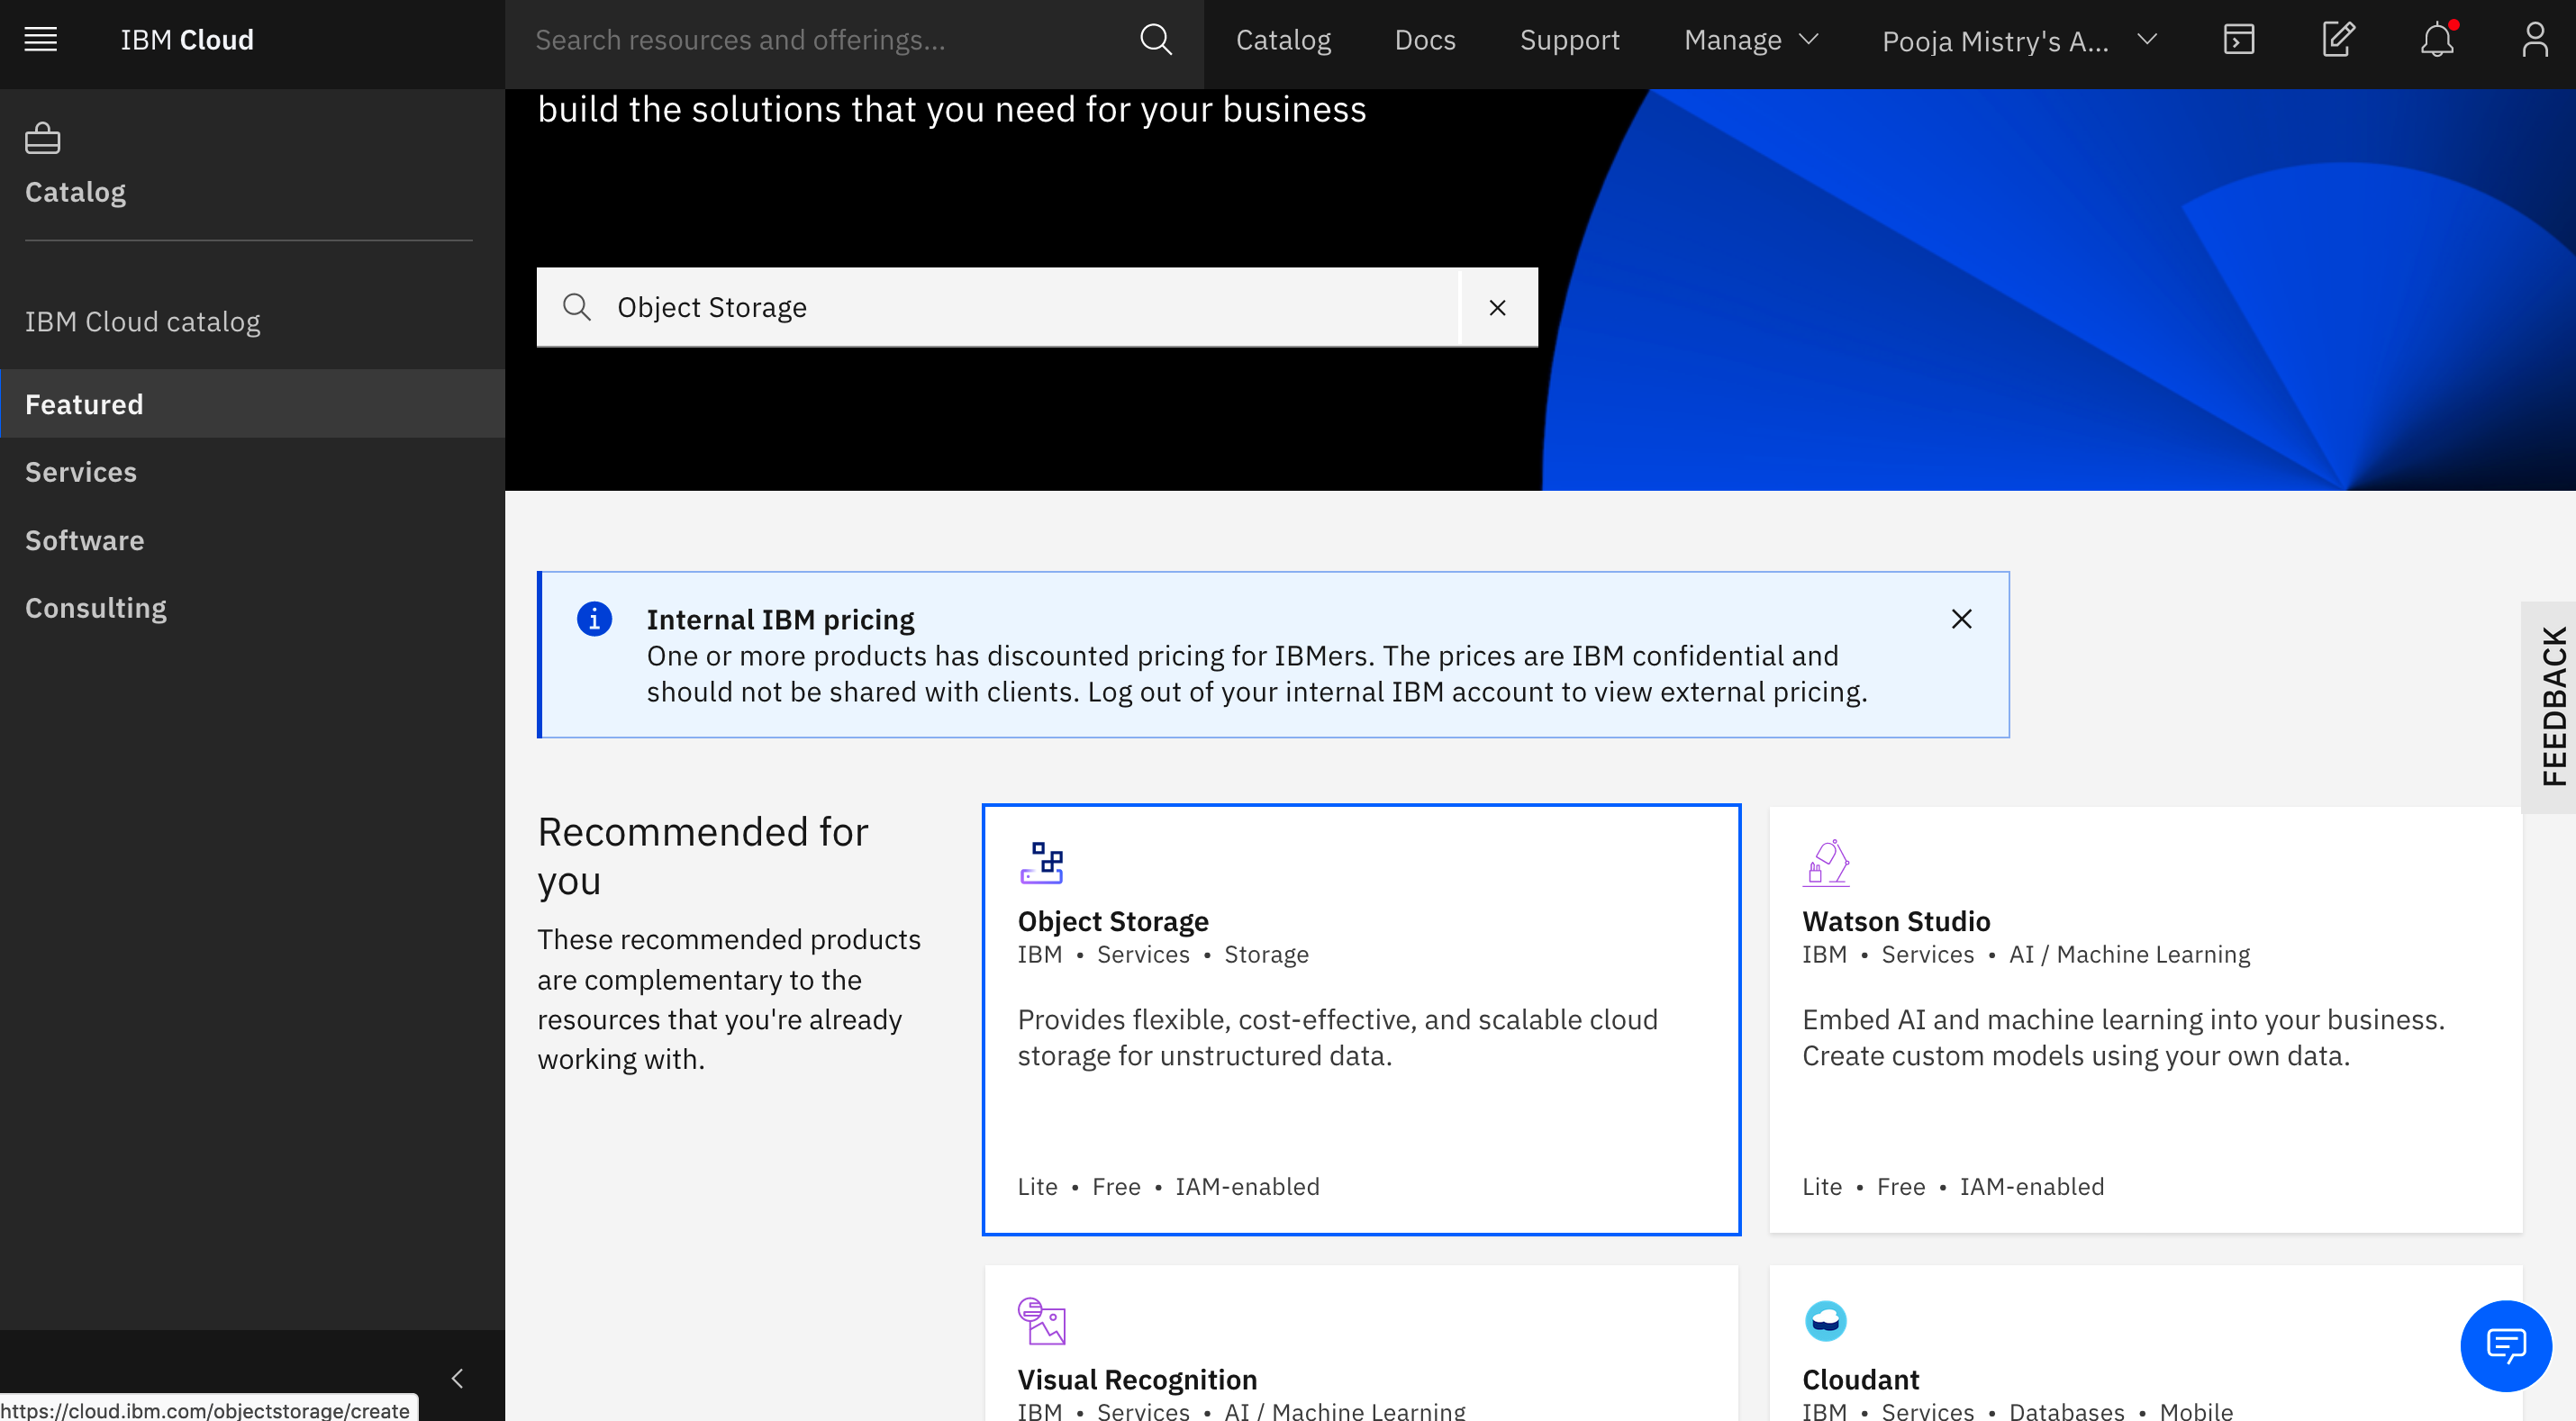 IBM Cloud
Search resources and offerings...
Catalog
Docs
Support
Manage
Pooja Mistry's A...
Catalog
IBM Cloud catalog
Featured
Services
Software
Consulting
build the solutions that you need for your business
Object Storage
Internal IBM pricing
One or more products has discounted pricing for IBMers. The prices are IBM confidential and
should not be shared with clients. Log out of your internal IBM account to view external pricing.
FEEDBACK
Recommended for
you
These recommended products
are complementary to the
resources that you're already
working with.
Object Storage
IBM • Services • Storage
Provides flexible, cost-effective, and scalable cloud
storage for unstructured data.
Lite • Free • IAM-enabled
Watson Studio
IBM • Services • AI / Machine Learning
Embed AI and machine learning into your business.
Create custom models using your own data.
Lite • Free • IAM-enabled
Visual Recognition
IBM • Services • AI / Machine Learning
Cloudant
IBM • Services • Databases • Mobile
https://cloud.ibm.com/objectstorage/create